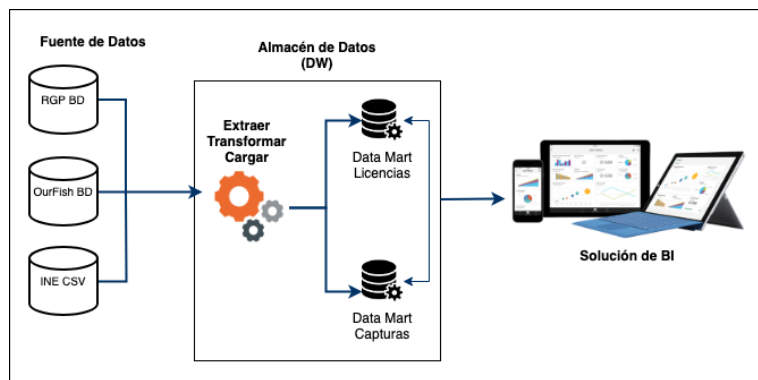 Fuente de Datos
RGP BD
OurFish BD
INE CSV
Almacén de Datos
(DW)
Extraer
Transformar
Cargar
Data Mart
Licencias
Data Mart
Capturas
Solución de BI